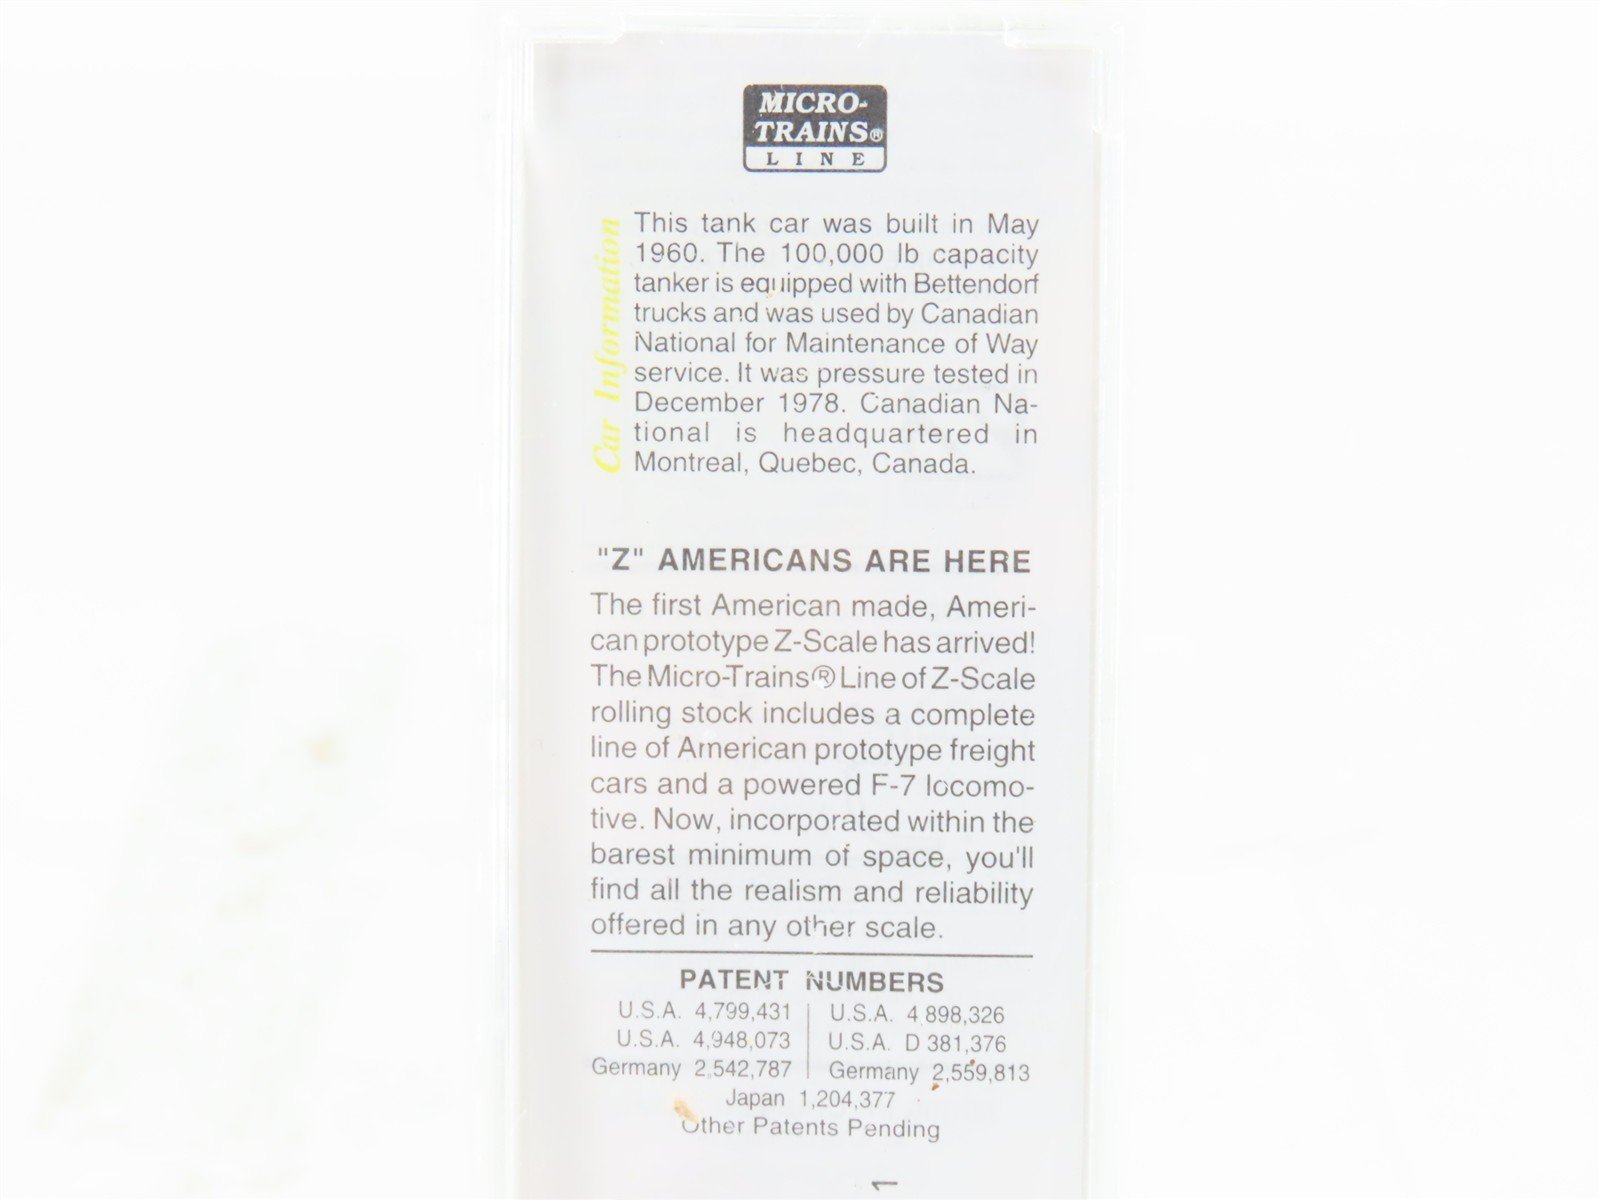 MICRO-
TRAINS®
LINE
Car Information
This tank car was built in May
1960. The 100,000 lb capacity
tanker is equipped with Bettendorf
trucks and was used by Canadian
National for Maintenance of Way
service. It was pressure tested in
December 1978. Canadian Na-
tional is headquartered in
Montreal, Quebec, Canada.
"Z" AMERICANS ARE HERE
The first American made, Ameri-
can prototype Z-Scale has arrived!
The Micro-Trains® Line of Z-Scale
rolling stock includes a complete
line of American prototype freight
cars and a powered F-7 locomo-
tive. Now, incorporated within the
barest minimum of space, you'll
find all the realism and reliability
offered in any other scale.
PATENT NUMBERS
U.S.A. 4,799,431 U.S.A. 4,898,326
U.S.A. 4,948,073 U.S.A. D 381,376
Germany 2,542,787 Germany 2,559,813
Japan 1,204,377
Other Patents Pending